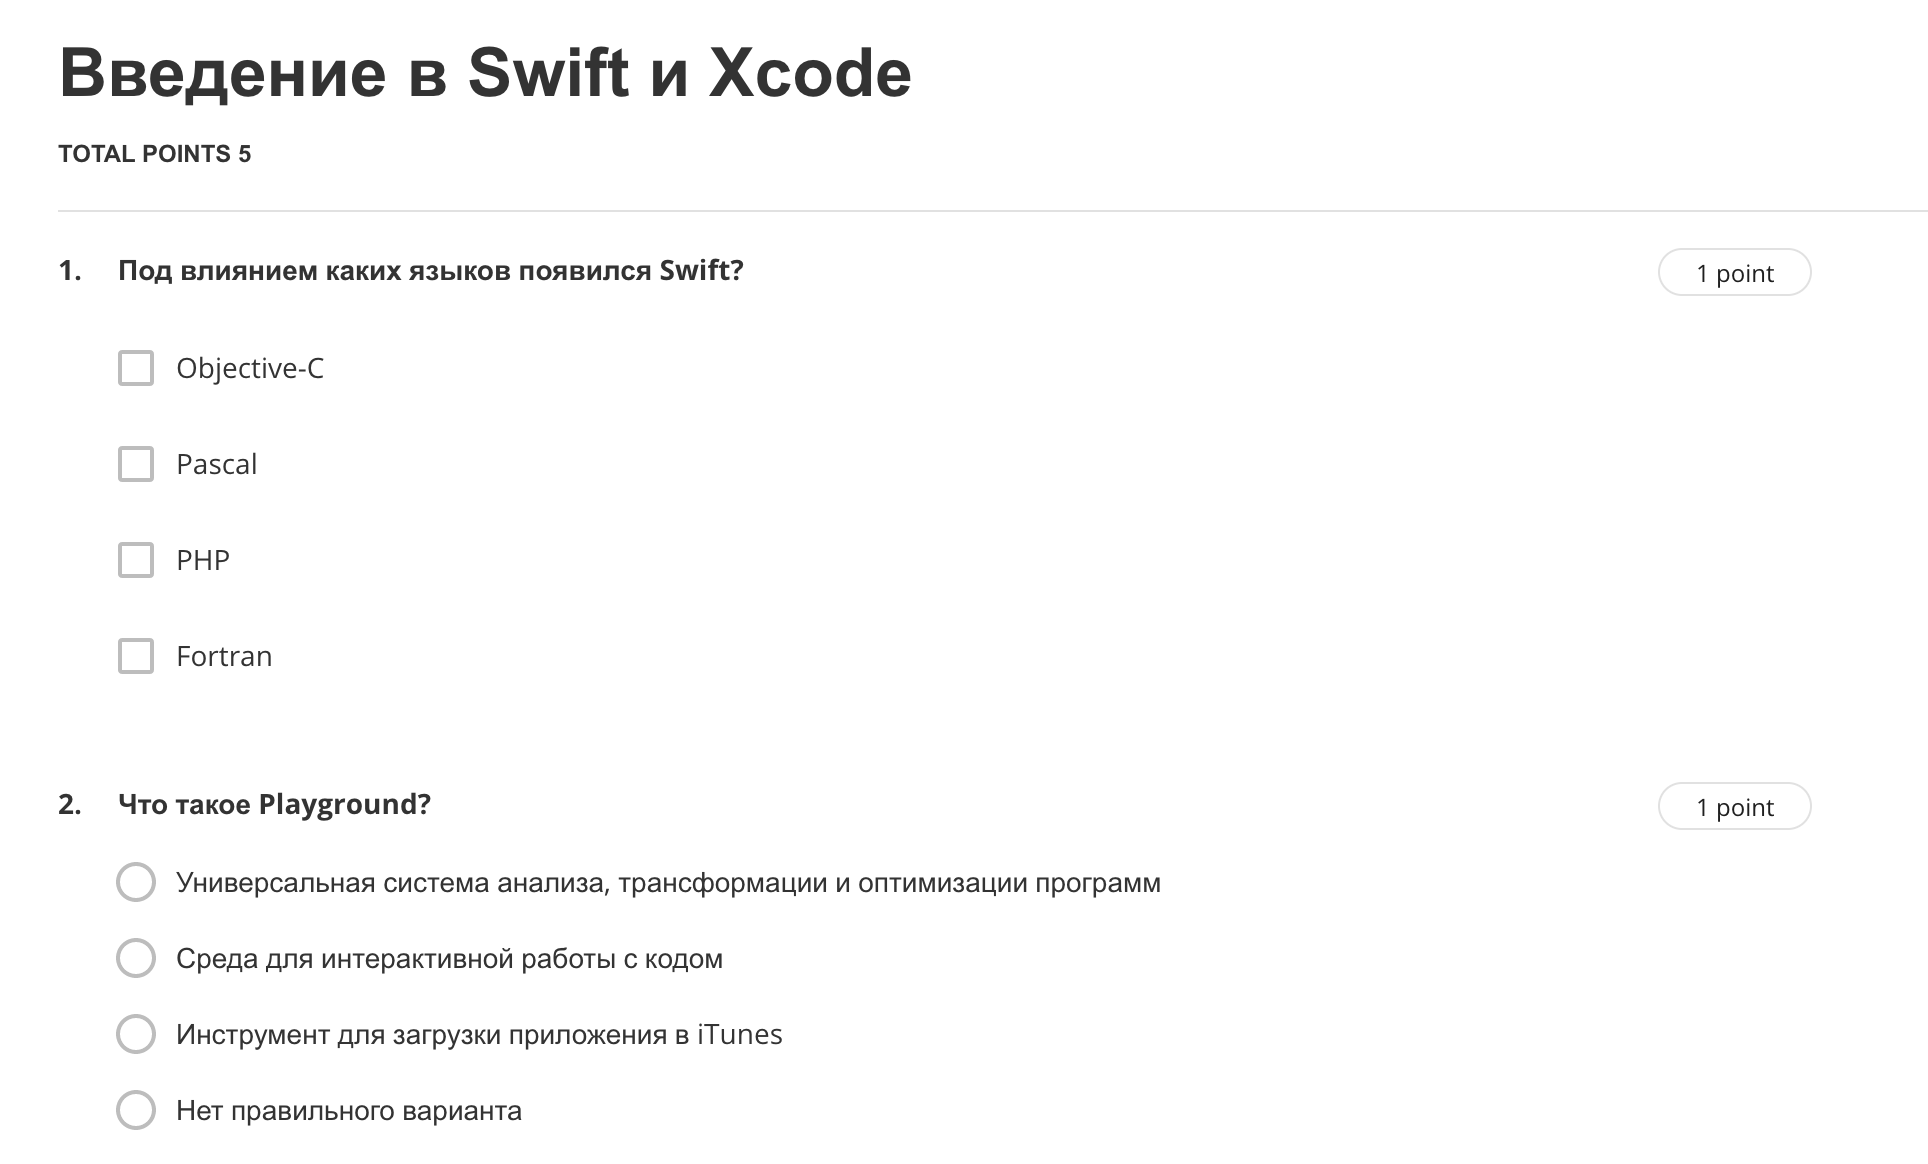 Введение в Swift и Xcode
TOTAL POINTS 5
1. Под влиянием каких языков появился Swift?
1 point
Objective-C
Pascal
PHP
Fortran
2. Что такое Playground?
1 point
Универсальная система анализа, трансформации и оптимизации программ
Среда для интерактивной работы с кодом
Инструмент для загрузки приложения в iTunes
Нет правильного варианта